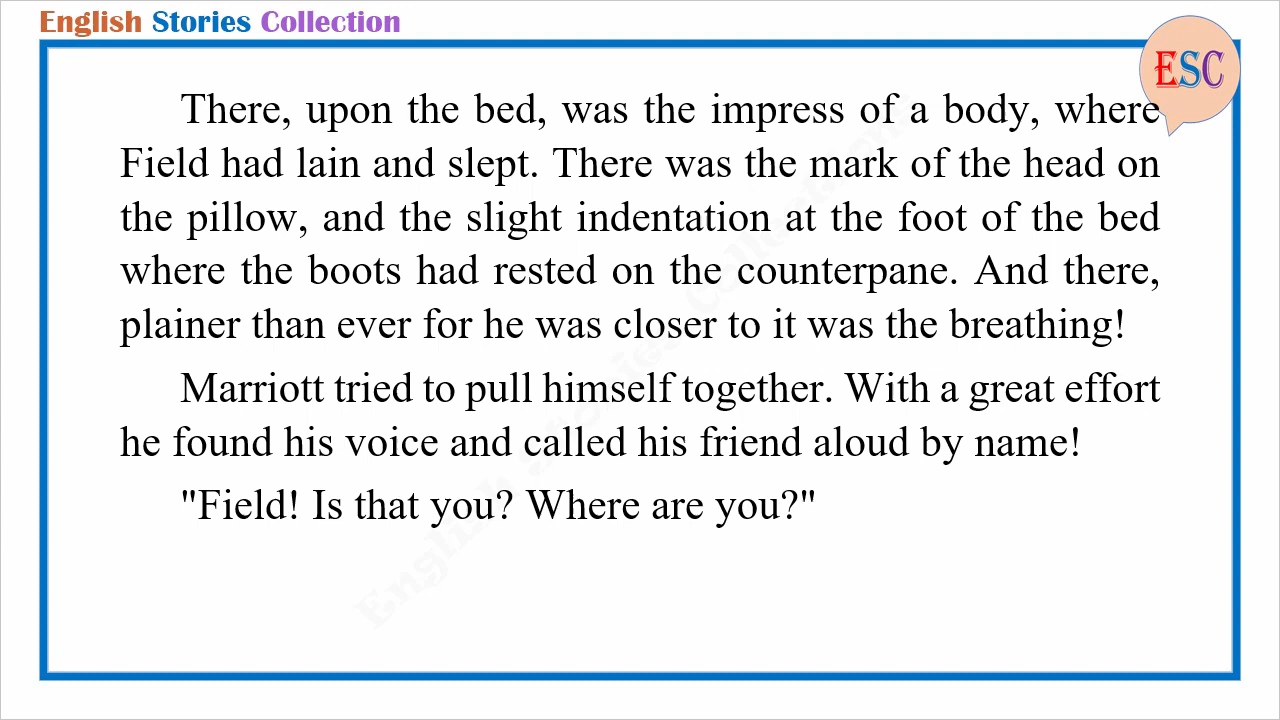 English Stories Collection
ESC
There, upon the bed, was the impress of a body, where
Field had lain and slept. There was the mark of the head on
the pillow, and the slight indentation at the foot of the bed
where the boots had rested on the counterpane. And there,
plainer than ever for he was closer to it was the breathing!
Marriott tried to pull himself together. With a great effort
he found his voice and called his friend aloud by name!
"Field! Is that you? Where are you?"
English Stories Collections